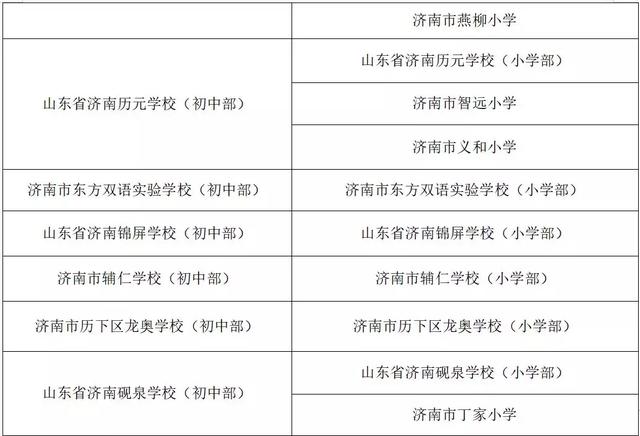 济南市燕柳小学
山东省济南历元学校（初中部）
山东省济南历元学校（小学部）
济南市智远小学
济南市义和小学
济南市东方双语实验学校（初中部）
济南市东方双语实验学校（小学部）
山东省济南锦屏学校（初中部）
山东省济南锦屏学校（小学部）
济南市辅仁学校（初中部）
济南市辅仁学校（小学部）
济南市历下区龙奥学校（初中部）
济南市历下区龙奥学校（小学部）
山东省济南砚泉学校（初中部）
山东省济南砚泉学校（小学部）
济南市丁家小学